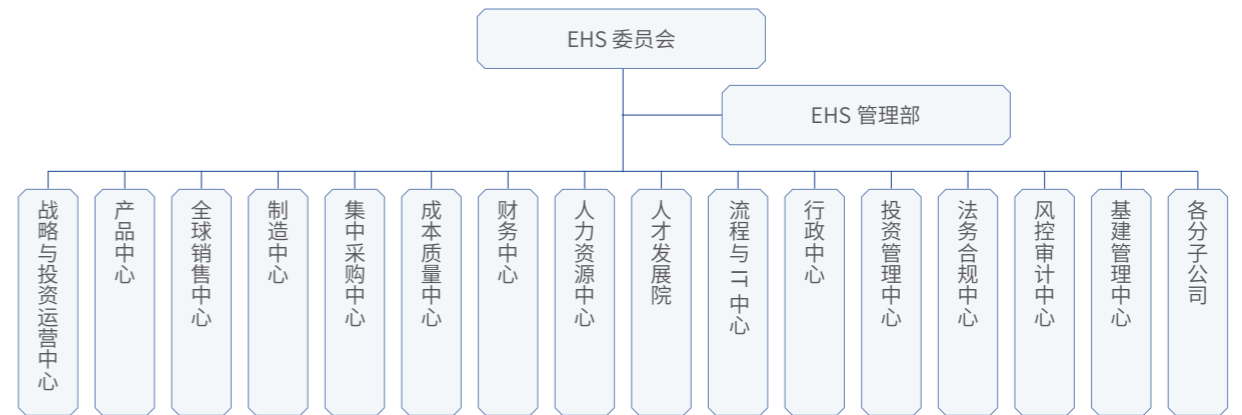 EHS 委员会
EHS 管理部
战略与投资运营中心
产品中心
全球销售中心
制造中心
集中采购中心
成本质量中心
财务中心
人力资源中心
人才发展院
流程与 IT 中心
行政中心
投资管理中心
法务合规中心
风控审计中心
基建管理中心
各分子公司